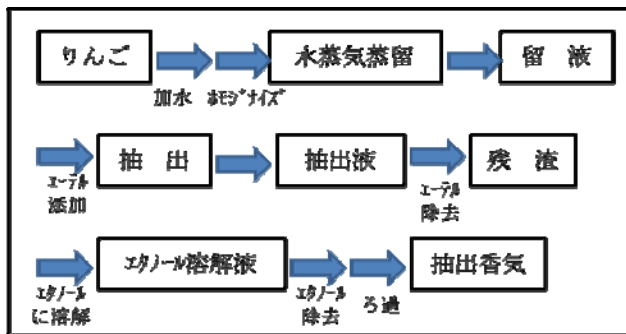 りんご 水蒸気蒸留 留 液
加水 ﾎﾓｼﾞﾅｲｽﾞ
抽 出 抽出液 残 渣
ｴｰﾃﾙ
添加
ｴｰﾃﾙ
除去
ｴﾀﾉｰﾙ溶解液 抽出香気
ｴﾀﾉｰﾙ
に溶解
ｴﾀﾉｰﾙ
除去
ろ過